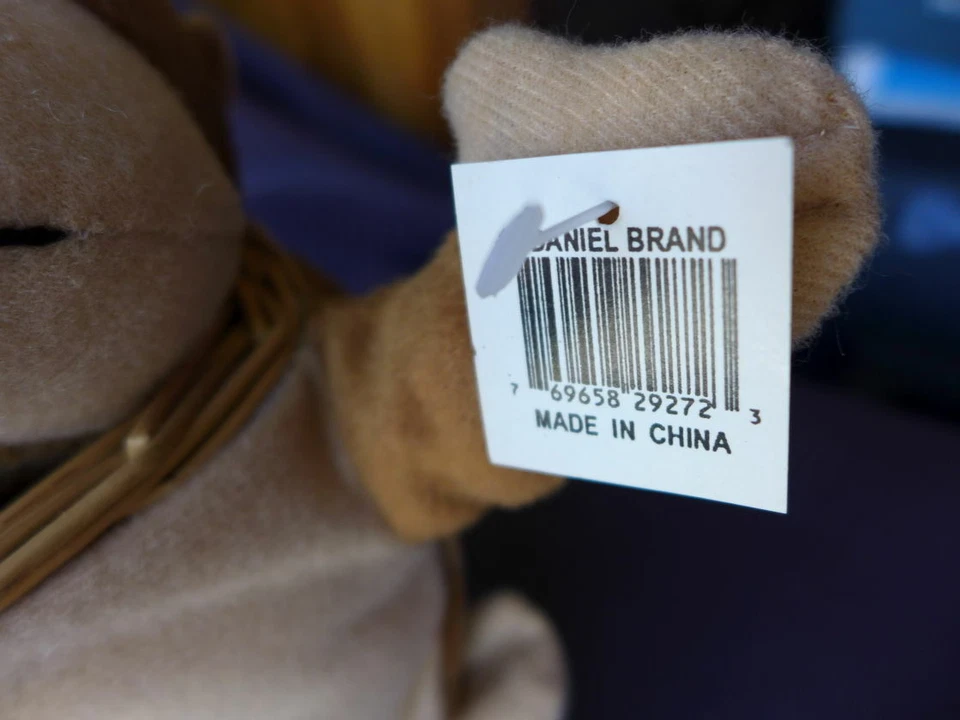 DANIEL BRAND
7 69658 29272 3
MADE IN CHINA